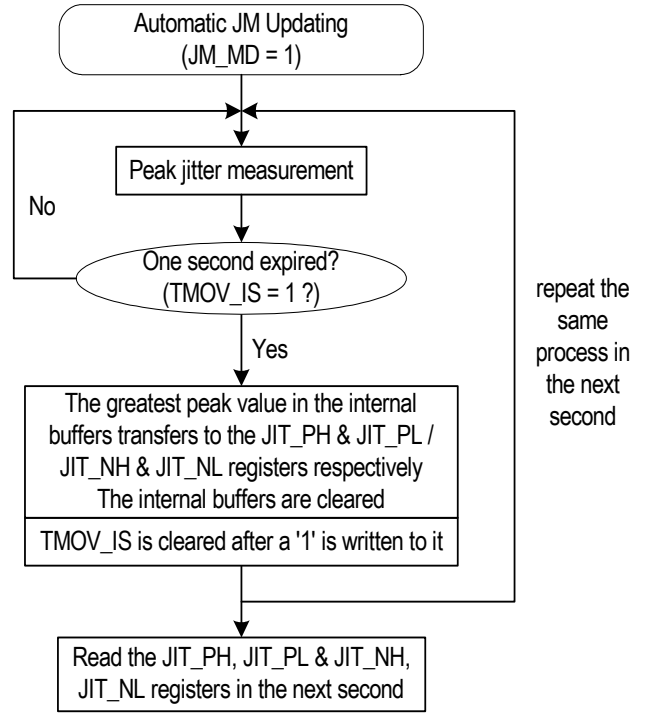 Automatic JM Updating
(JM_MD = 1)
Peak jitter measurement
No
One second expired?
(TMOV_IS = 1 ?)
Yes
repeat the
same
process in
the next
second
The greatest peak value in the internal
buffers transfers to the JIT_PH & JIT_PL /
JIT_NH & JIT_NL registers respectively
The internal buffers are cleared
TMOV_IS is cleared after a '1' is written to it
Read the JIT_PH, JIT_PL & JIT_NH,
JIT_NL registers in the next second